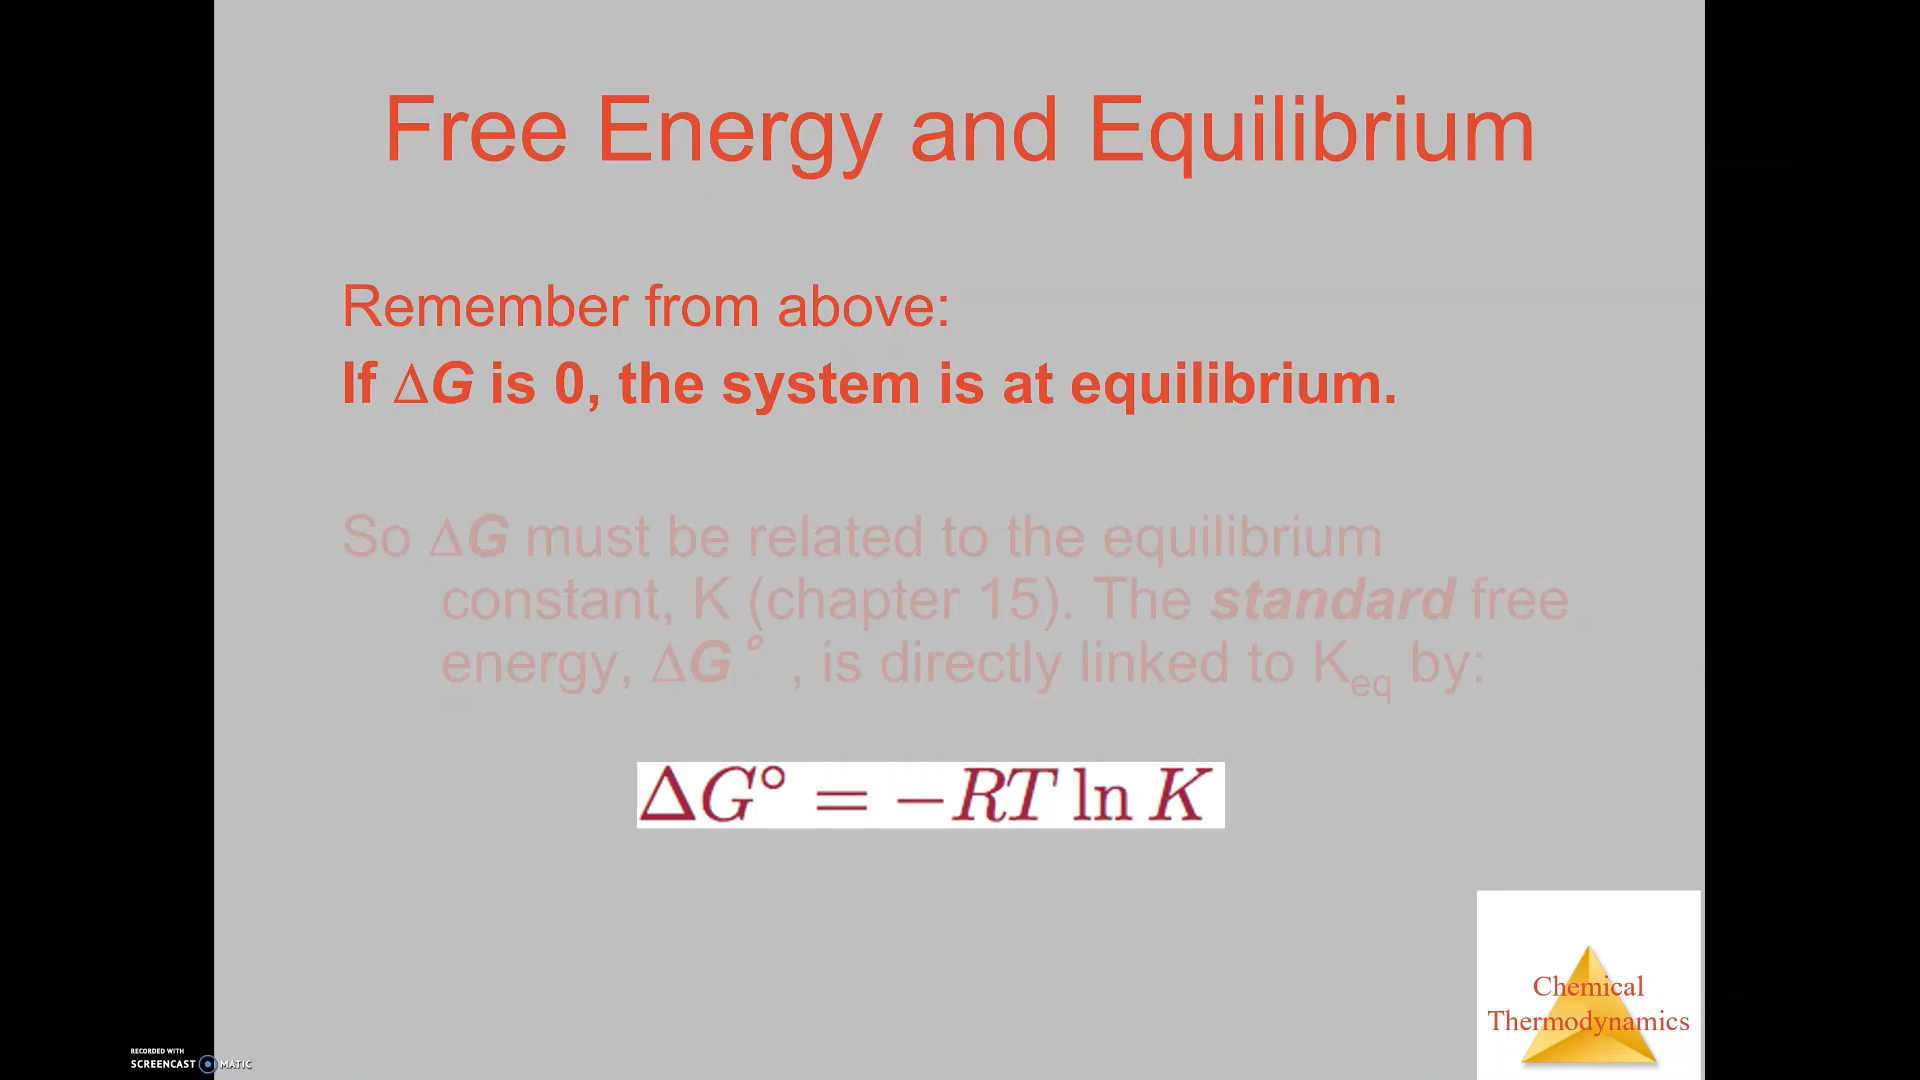 Free Energy and Equilibrium
Remember from above:
If ΔG is 0, the system is at equilibrium.
So ΔG must be related to the equilibrium
constant, K (chapter 15). The standard free
energy, ΔG°, is directly linked to Keq by:
ΔG° = −RT ln K
Chemical
Thermodynamics
RECORDED WITH
SCREENCAST MATIC